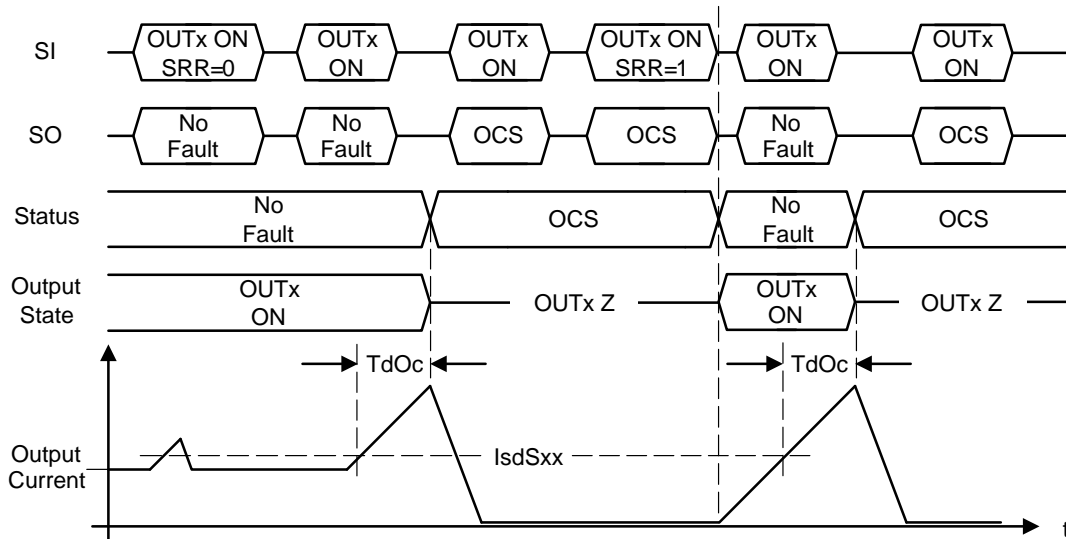 SI
OUTx ON
SRR=0
OUTx
ON
OUTx
ON
OUTx ON
SRR=1
OUTx
ON
OUTx
ON
SO
No
Fault
No
Fault
OCS
OCS
No
Fault
OCS
Status
No
Fault
OCS
No
Fault
OCS
Output
State
OUTx
ON
OUTx Z
OUTx
ON
OUTx Z
TdOc
TdOc
Output
Current
IsdSxx
t